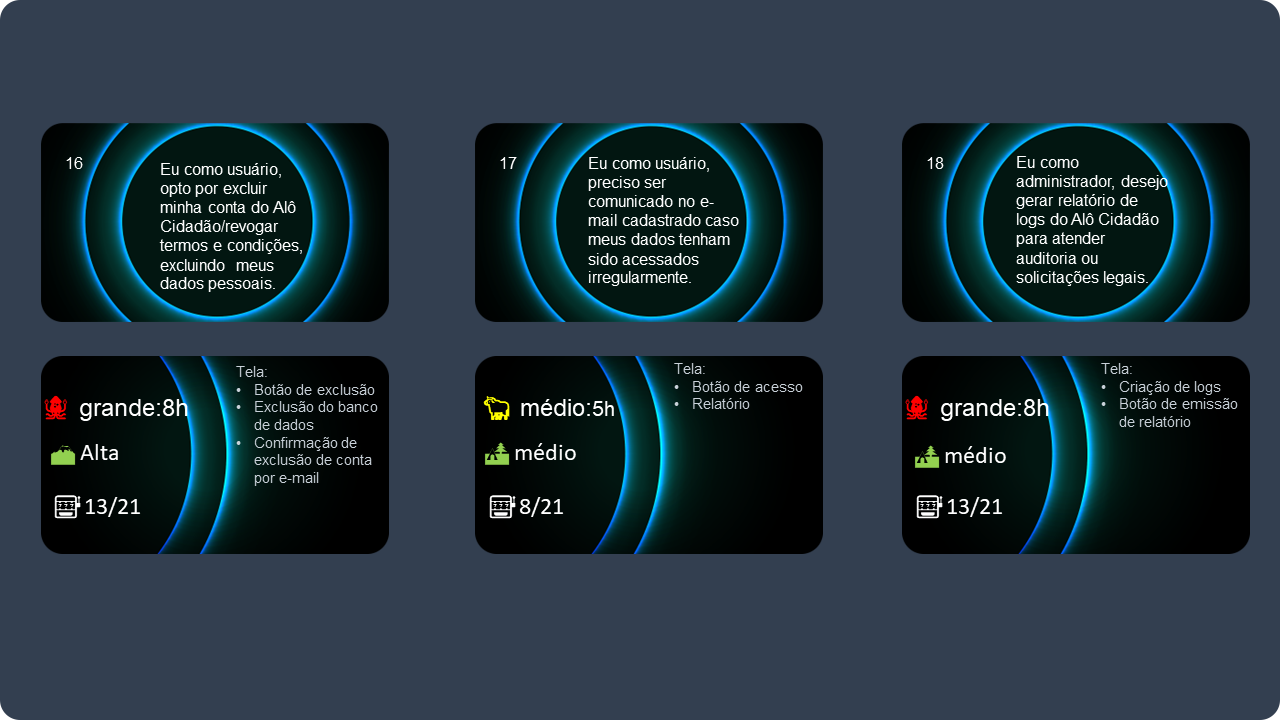 16
Eu como usuário,
opto por excluir
minha conta do Alô
Cidadão/revogar
termos e condições,
excluindo meus
dados pessoais.
17
Eu como usuário,
preciso ser
comunicado no e-
mail cadastrado caso
meus dados tenham
sido acessados
irregularmente.
18
Eu como
administrador, desejo
gerar relatório de
logs do Alô Cidadão
para atender
auditoria ou
solicitações legais.
grande:8h
Alta
13/21
Tela:
• Botão de exclusão
• Exclusão do banco
de dados
• Confirmação de
exclusão de conta
por e-mail
médio:5h
médio
8/21
Tela:
• Botão de acesso
• Relatório
grande:8h
médio
13/21
Tela:
• Criação de logs
• Botão de emissão
de relatório